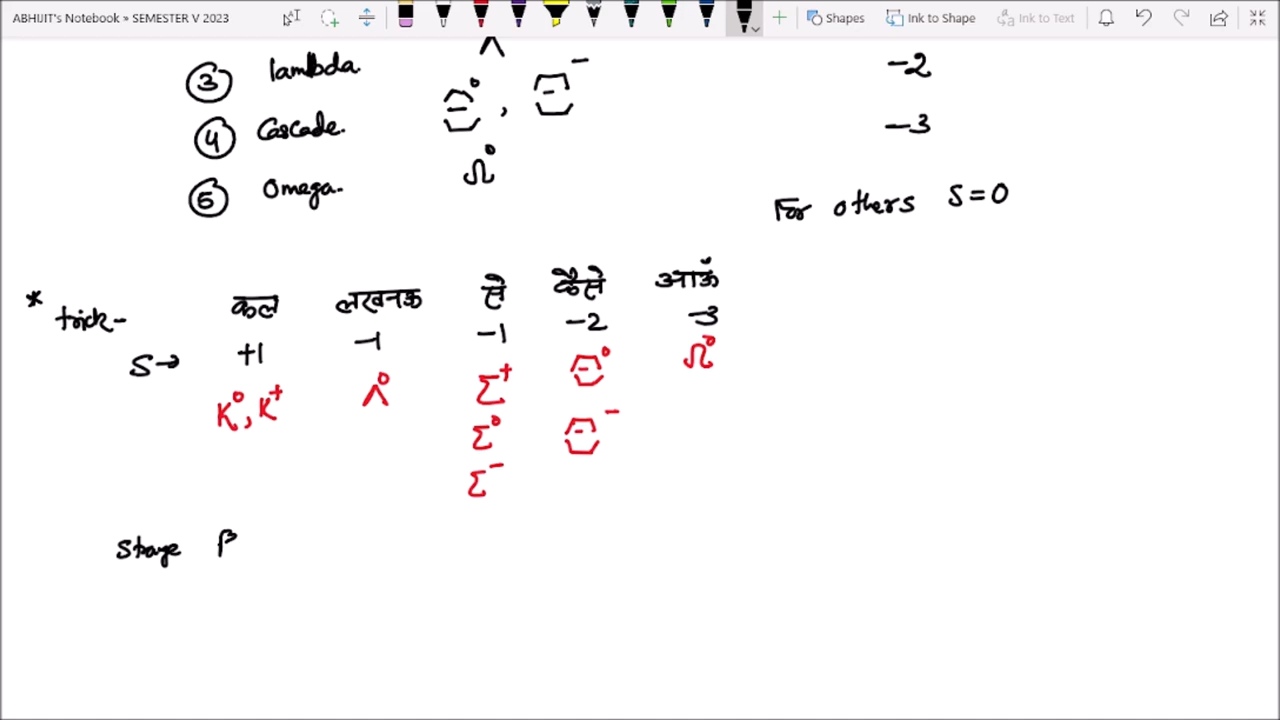 ABHIJIT's Notebook » SEMESTER V 2023
Shapes Ink to Shape Ink to Text
Λ
③ lambda. -2
④ Cascade. Ξ⁰, Ξ⁻ -3
⑤ Omega. Ω⁰
For others S=0
* trick- कल लखनऊ से कैसे आऊँ
S→ +1 -1 -1 -2 -3
K⁰, K⁺ Λ⁰ Σ⁺ Ξ⁰ Ω⁰
Σ⁰ Ξ⁻
Σ⁻